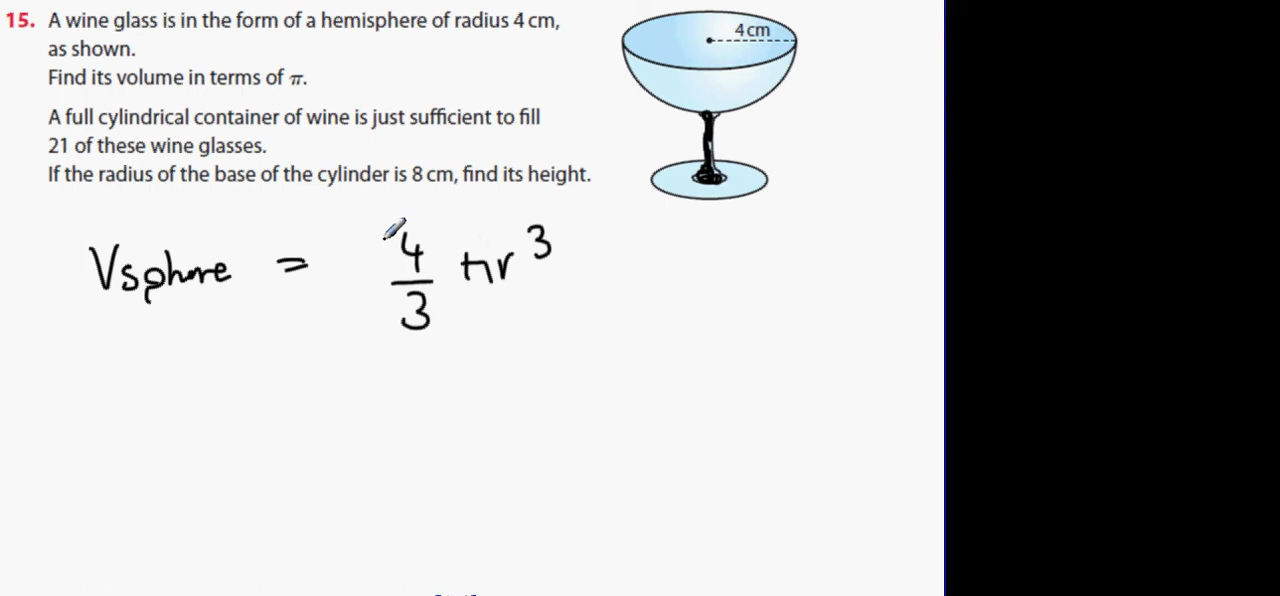 15. A wine glass is in the form of a hemisphere of radius 4 cm,
as shown.
Find its volume in terms of π.
A full cylindrical container of wine is just sufficient to fill
21 of these wine glasses.
If the radius of the base of the cylinder is 8 cm, find its height.
4 cm
Vsphere = 4/3 πr³